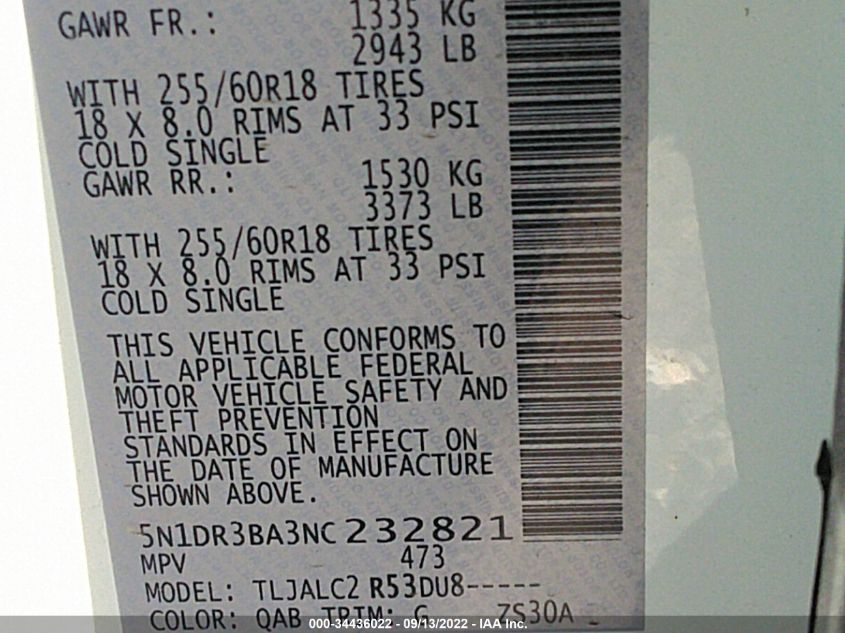 GAWR FR.: 1335 KG
2943 LB
WITH 255/60R18 TIRES
18 X 8.0 RIMS AT 33 PSI
COLD SINGLE
GAWR RR.: 1530 KG
3373 LB
WITH 255/60R18 TIRES
18 X 8.0 RIMS AT 33 PSI
COLD SINGLE
THIS VEHICLE CONFORMS TO
ALL APPLICABLE FEDERAL
MOTOR VEHICLE SAFETY AND
THEFT PREVENTION
STANDARDS IN EFFECT ON
THE DATE OF MANUFACTURE
SHOWN ABOVE.
5N1DR3BA3NC232821
MPV 473
MODEL: TLJALC2 R53DU8-----
COLOR: QAB TRIM: G ZS30A
000-34436022 - 09/13/2022 - IAA Inc.